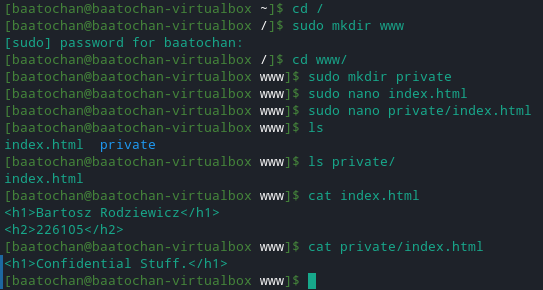 [baatochan@baatochan-virtualbox ~]$ cd /
[baatochan@baatochan-virtualbox /]$ sudo mkdir www
[sudo] password for baatochan:
[baatochan@baatochan-virtualbox /]$ cd www/
[baatochan@baatochan-virtualbox www]$ sudo mkdir private
[baatochan@baatochan-virtualbox www]$ sudo nano index.html
[baatochan@baatochan-virtualbox www]$ sudo nano private/index.html
[baatochan@baatochan-virtualbox www]$ ls
index.html  private
[baatochan@baatochan-virtualbox www]$ ls private/
index.html
[baatochan@baatochan-virtualbox www]$ cat index.html
<h1>Bartosz Rodziewicz</h1>
<h2>226105</h2>
[baatochan@baatochan-virtualbox www]$ cat private/index.html
<h1>Confidential Stuff.</h1>
[baatochan@baatochan-virtualbox www]$